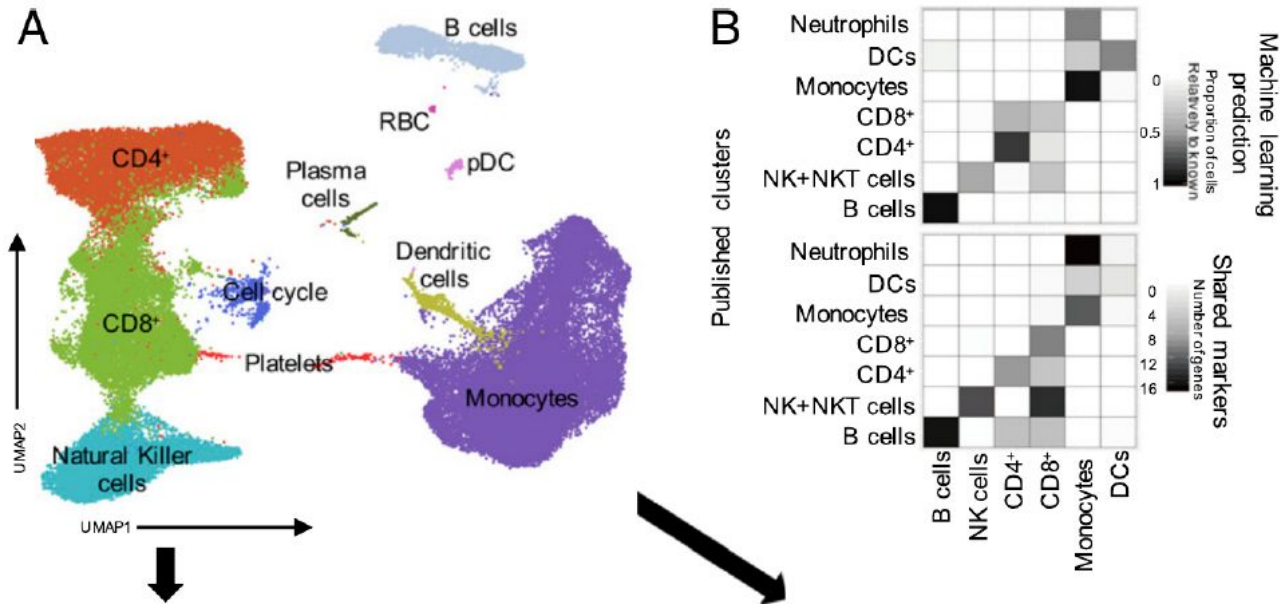 A
B cells
RBC
pDC
CD4+
Plasma
cells
Dendritic
cells
Cell cycle
CD8+
Platelets
Monocytes
Natural Killer
cells
UMAP2
UMAP1
B
Published clusters
Neutrophils
DCs
Monocytes
CD8+
CD4+
NK+NKT cells
B cells
0
0.5
1
Proportion of cells
Relatively to known
Machine learning
prediction
Neutrophils
DCs
Monocytes
CD8+
CD4+
NK+NKT cells
B cells
0
4
8
12
16
Number of genes
Shared markers
B cells
NK cells
CD4+
CD8+
Monocytes
DCs